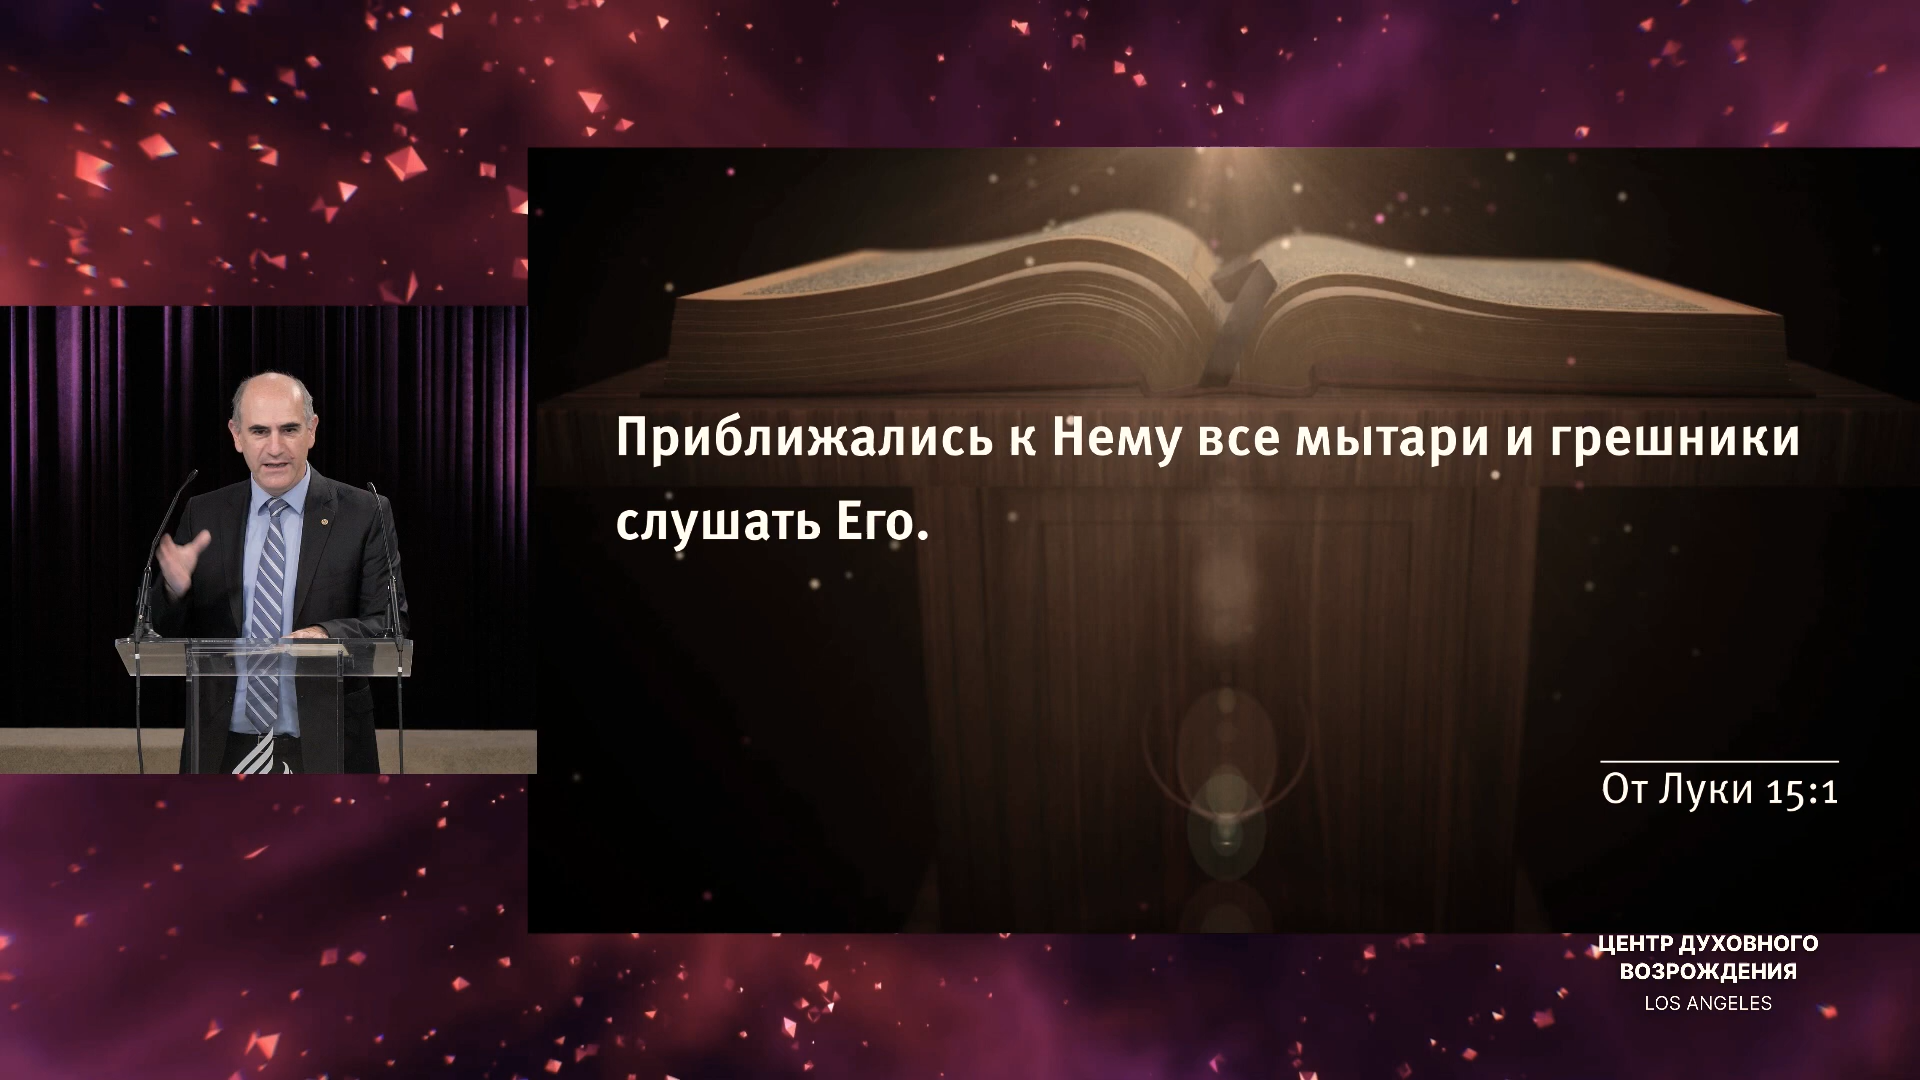 Приближались к Нему все мытари и грешники
слушать Его.
От Луки 15:1
ЦЕНТР ДУХОВНОГО
ВОЗРОЖДЕНИЯ
LOS ANGELES